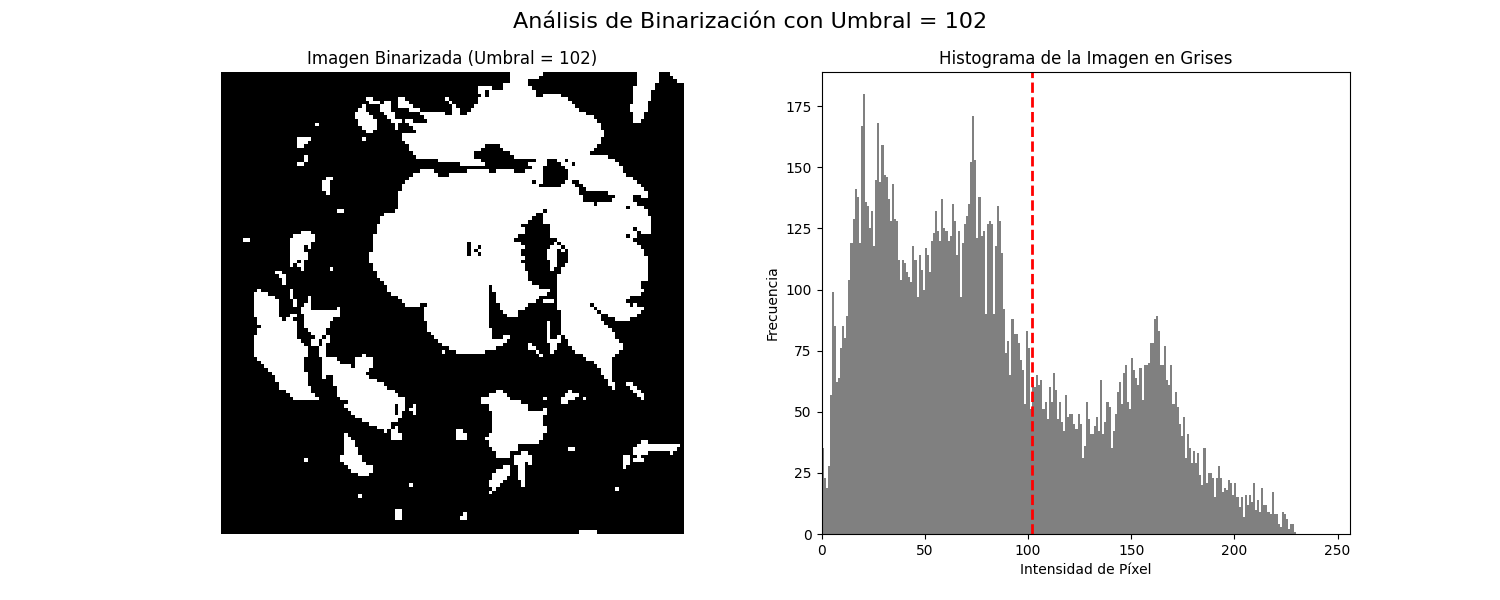 Análisis de Binarización con Umbral = 102
Imagen Binarizada (Umbral = 102)
Histograma de la Imagen en Grises
175
150
125
100
75
50
25
0
Frecuencia
0 50 100 150 200 250
Intensidad de Píxel